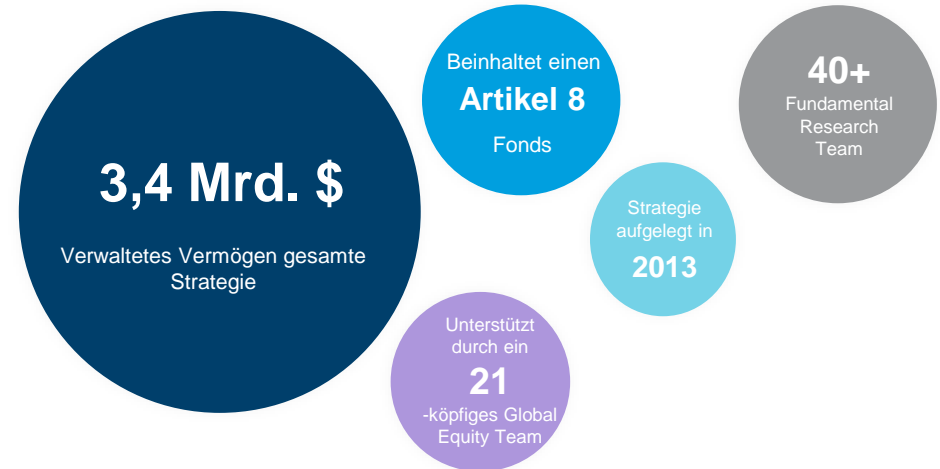 3,4 Mrd. $
Verwaltetes Vermögen gesamte
Strategie
Beinhaltet einen
Artikel 8
Fonds
40+
Fundamental
Research
Team
Strategie
aufgelegt in
2013
Unterstützt
durch ein
21
-köpfiges Global
Equity Team